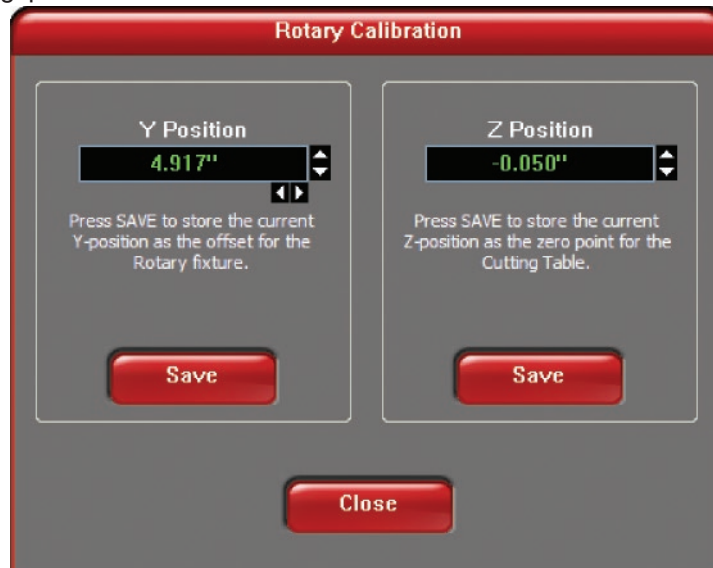 Rotary Calibration
Y Position
4.917"
Press SAVE to store the current
Y-position as the offset for the
Rotary fixture.
Save
Z Position
-0.050"
Press SAVE to store the current
Z-position as the zero point for the
Cutting Table.
Save
Close